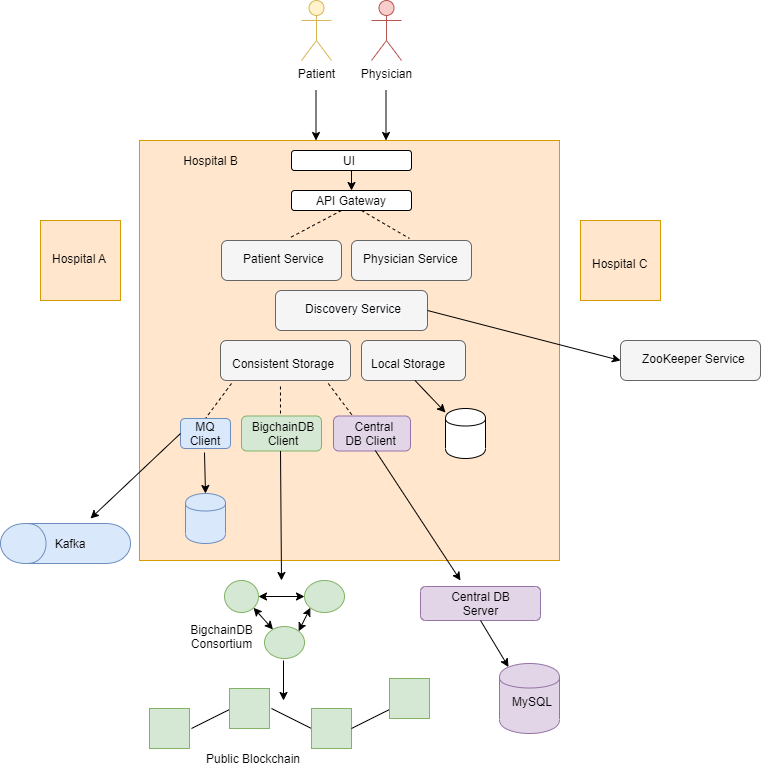 Patient
Physician
Hospital B
UI
API Gateway
Hospital A
Patient Service
Physician Service
Hospital C
Discovery Service
Consistent Storage
Local Storage
ZooKeeper Service
MQ
Client
BigchainDB
Client
Central
DB Client
Kafka
Central DB
Server
BigchainDB
Consortium
MySQL
Public Blockchain